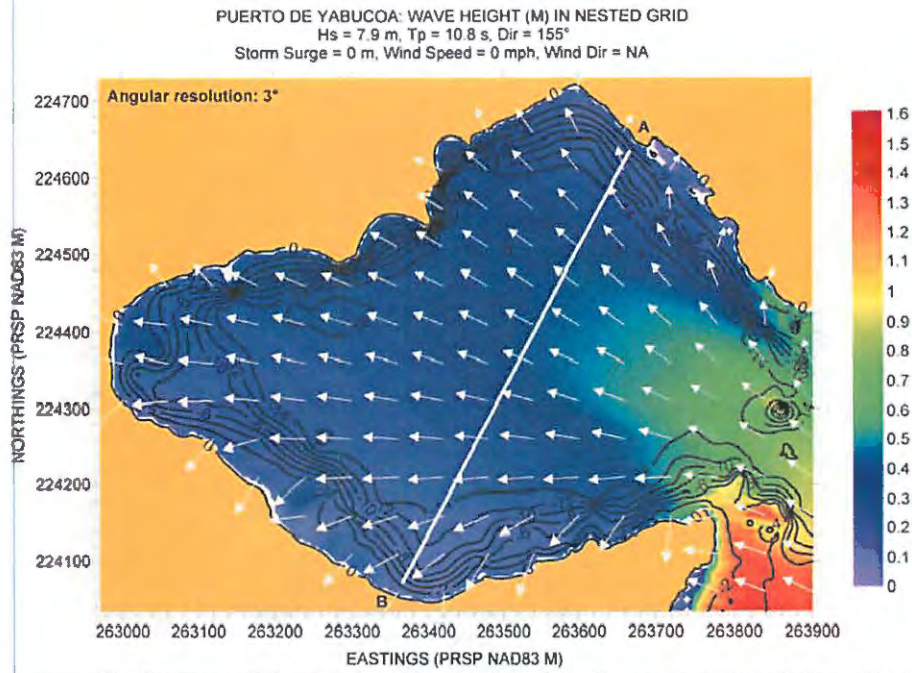 PUERTO DE YABUCOA: WAVE HEIGHT (M) IN NESTED GRID
Hs = 7.9 m, Tp = 10.8 s, Dir = 155°
Storm Surge = 0 m, Wind Speed = 0 mph, Wind Dir = NA
Angular resolution: 3°
A
B
224700
224600
224500
224400
224300
224200
224100
NORTHINGS (PRSP NAD83 M)
263000 263100 263200 263300 263400 263500 263600 263700 263800 263900
EASTINGS (PRSP NAD83 M)
1.6
1.5
1.4
1.3
1.2
1.1
1
0.9
0.8
0.7
0.6
0.5
0.4
0.3
0.2
0.1
0